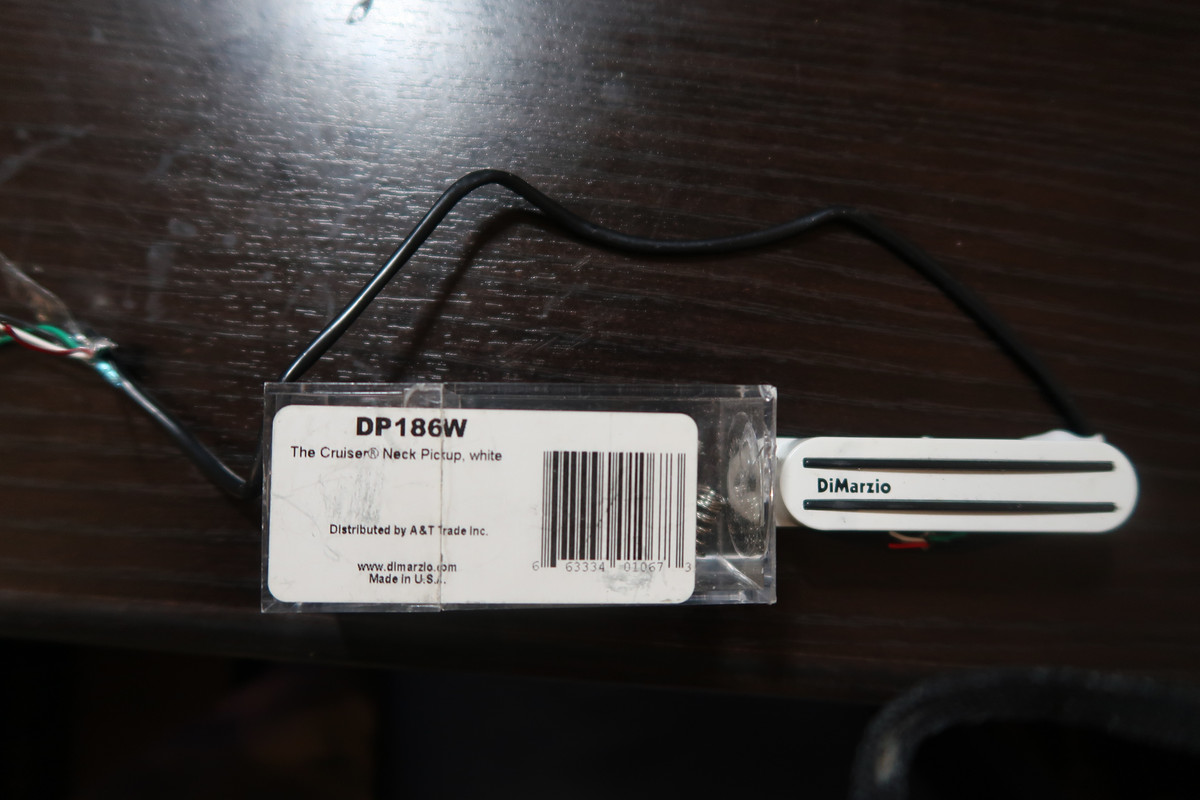 DP186W
The Cruiser® Neck Pickup, white
Distributed by A&T Trade Inc.
www.dimarzio.com
Made in U.S.A.
6 63334 01067 3
DiMarzio